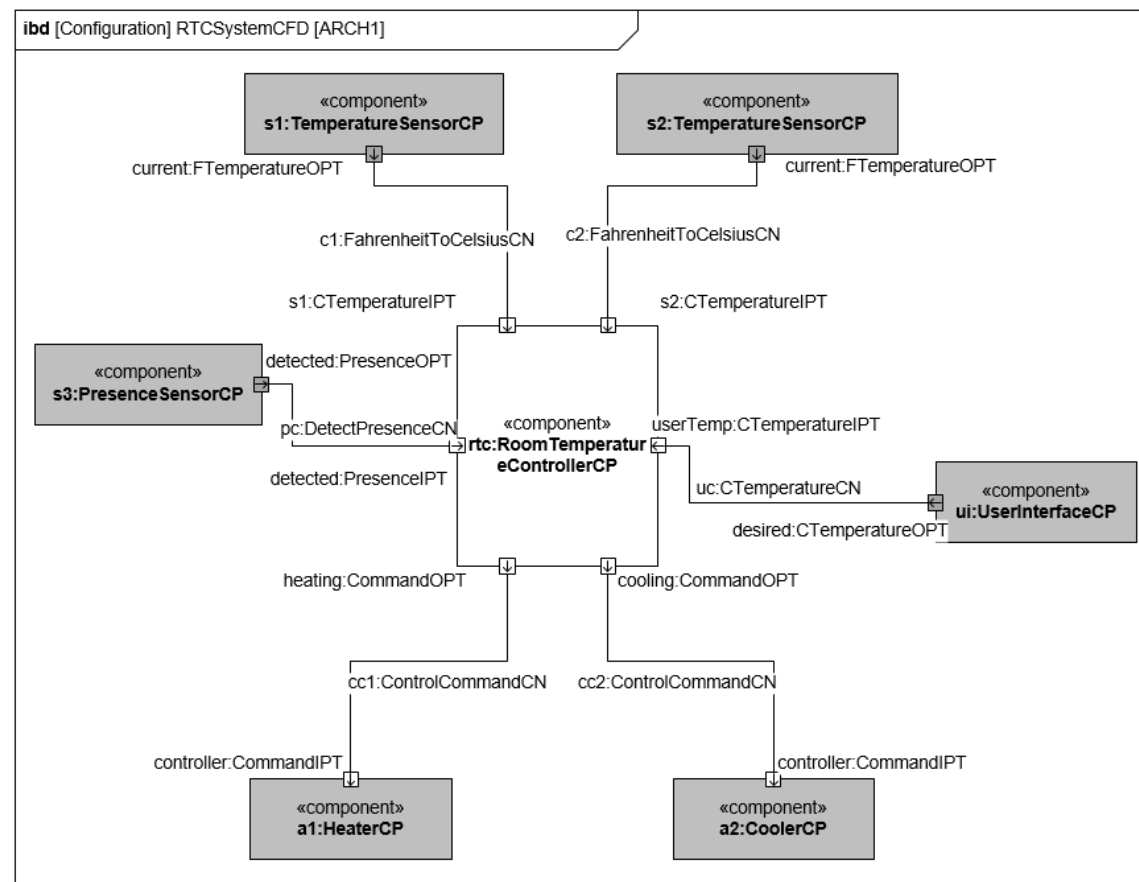 ibd [Configuration] RTCSystemCFD [ARCH1]
«component»
s1:TemperatureSensorCP
«component»
s2:TemperatureSensorCP
current:FTemperatureOPT
current:FTemperatureOPT
c1:FahrenheitToCelsiusCN
c2:FahrenheitToCelsiusCN
s1:CTemperatureIPT
s2:CTemperatureIPT
«component»
s3:PresenceSensorCP
detected:PresenceOPT
pc:DetectPresenceCN
detected:PresenceIPT
«component»
rtc:RoomTemperatur
eControllerCP
userTemp:CTemperatureIPT
uc:CTemperatureCN
«component»
ui:UserInterfaceCP
desired:CTemperatureOPT
heating:CommandOPT
cooling:CommandOPT
cc1:ControlCommandCN
cc2:ControlCommandCN
controller:CommandIPT
controller:CommandIPT
«component»
a1:HeaterCP
«component»
a2:CoolerCP